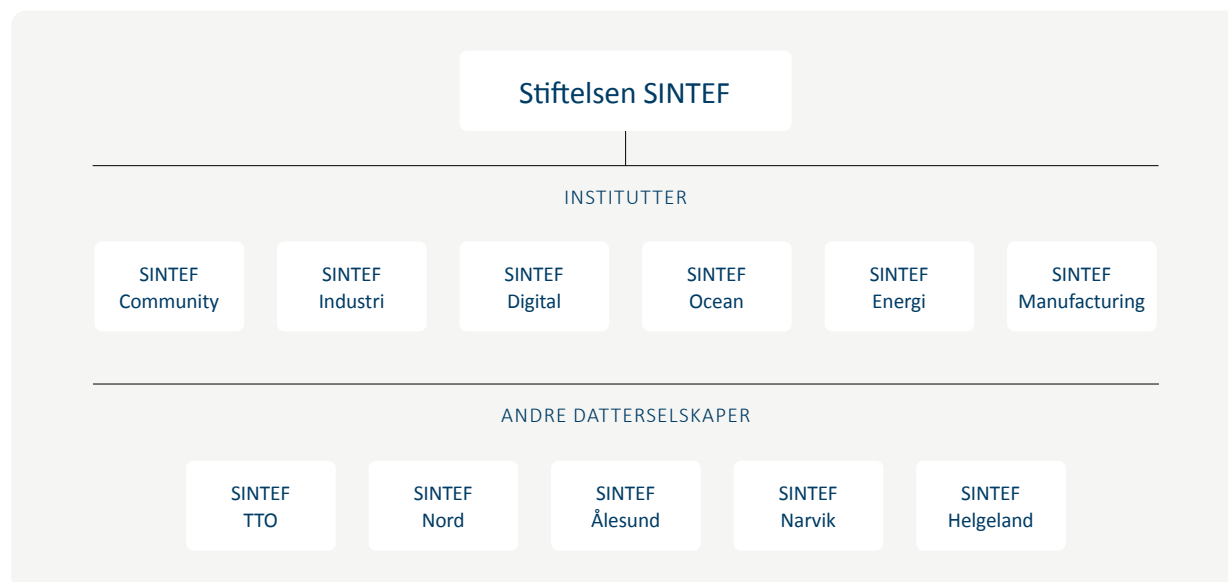 Stiftelsen SINTEF
INSTITUTTER
SINTEF
Community
SINTEF
Industri
SINTEF
Digital
SINTEF
Ocean
SINTEF
Energi
SINTEF
Manufacturing
ANDRE DATTERSELSKAPER
SINTEF
TTO
SINTEF
Nord
SINTEF
Ålesund
SINTEF
Narvik
SINTEF
Helgeland